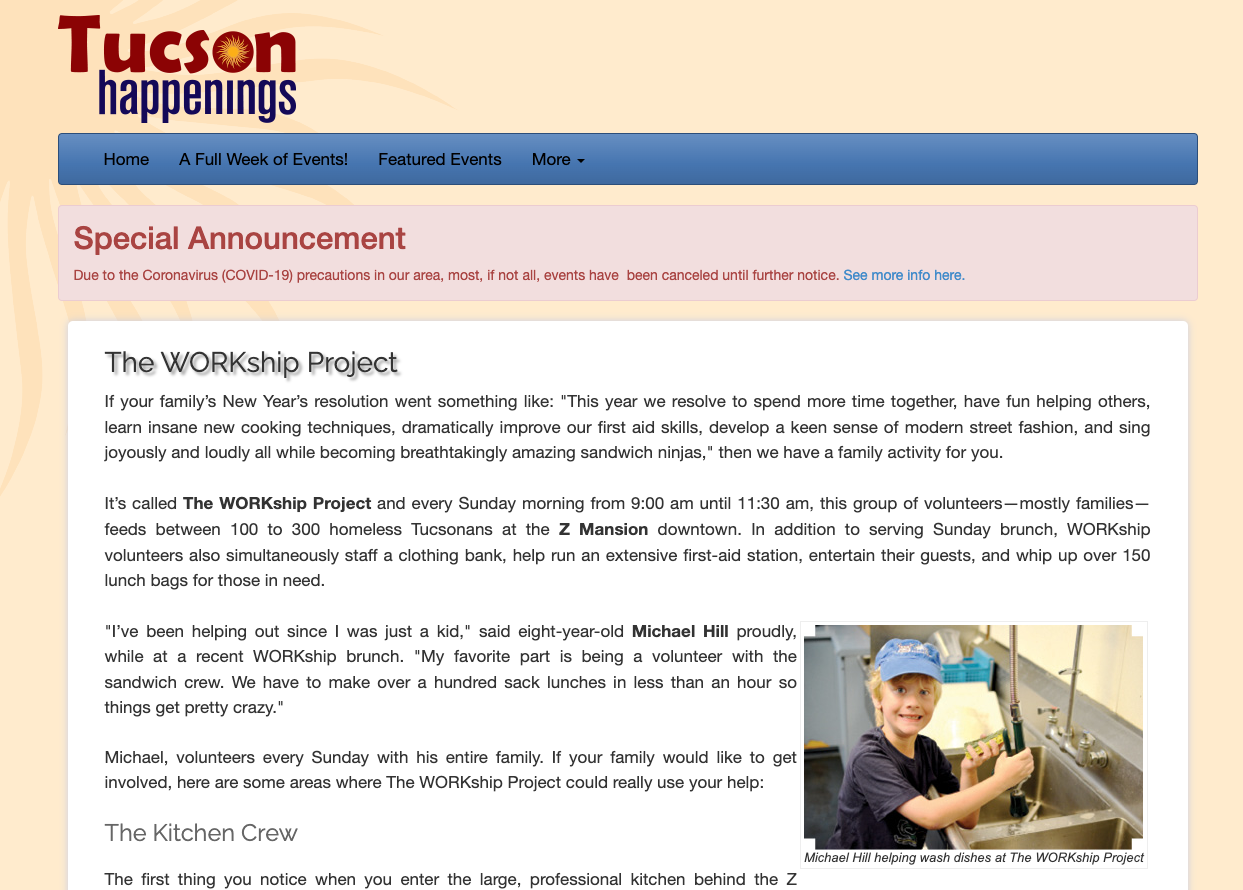 Tucson
happenings
Home A Full Week of Events! Featured Events More
Special Announcement
Due to the Coronavirus (COVID-19) precautions in our area, most, if not all, events have been canceled until further notice. See more info here.
The WORKship Project
If your family’s New Year’s resolution went something like: "This year we resolve to spend more time together, have fun helping others,
learn insane new cooking techniques, dramatically improve our first aid skills, develop a keen sense of modern street fashion, and sing
joyously and loudly all while becoming breathtakingly amazing sandwich ninjas," then we have a family activity for you.
It’s called The WORKship Project and every Sunday morning from 9:00 am until 11:30 am, this group of volunteers—mostly families—
feeds between 100 to 300 homeless Tucsonans at the Z Mansion downtown. In addition to serving Sunday brunch, WORKship
volunteers also simultaneously staff a clothing bank, help run an extensive first-aid station, entertain their guests, and whip up over 150
lunch bags for those in need.
"I’ve been helping out since I was just a kid," said eight-year-old Michael Hill proudly,
while at a recent WORKship brunch. "My favorite part is being a volunteer with the
sandwich crew. We have to make over a hundred sack lunches in less than an hour so
things get pretty crazy."
Michael, volunteers every Sunday with his entire family. If your family would like to get
involved, here are some areas where The WORKship Project could really use your help:
Michael Hill helping wash dishes at The WORKship Project
The Kitchen Crew
The first thing you notice when you enter the large, professional kitchen behind the Z